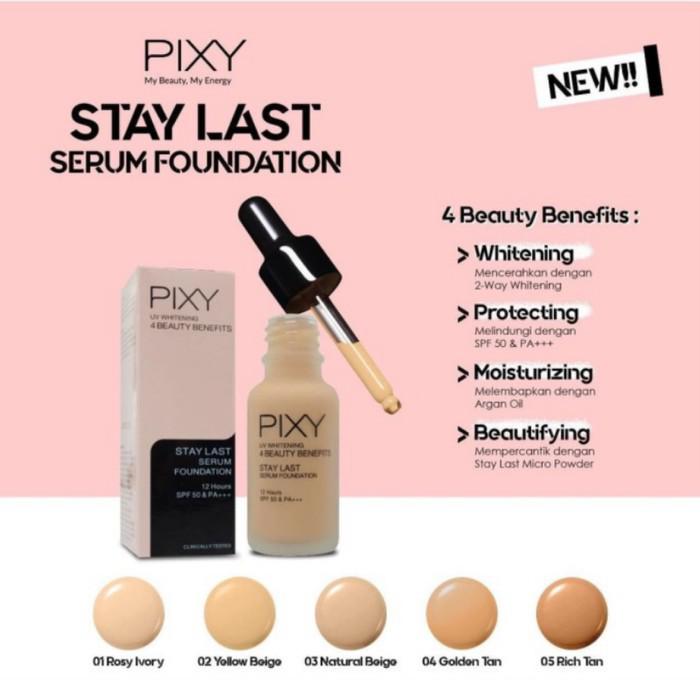 PIXY
My Beauty, My Energy
STAY LAST
SERUM FOUNDATION
NEW!!
4 Beauty Benefits :
> Whitening
Mencerahkan dengan
2-Way Whitening
> Protecting
Melindungi dengan
SPF 50 & PA+++
> Moisturizing
Melembapkan dengan
Argan Oil
> Beautifying
Mempercantik dengan
Stay Last Micro Powder
PIXY
UV WHITENING
4 BEAUTY BENEFITS
STAY LAST
SERUM
FOUNDATION
12 Hours
SPF 50 & PA+++
CLINICALLY TESTED
PIXY
UV WHITENING
4 BEAUTY BENEFITS
STAY LAST
SERUM FOUNDATION
12 Hours
SPF 50 & PA+++
01 Rosy Ivory
02 Yellow Beige
03 Natural Beige
04 Golden Tan
05 Rich Tan